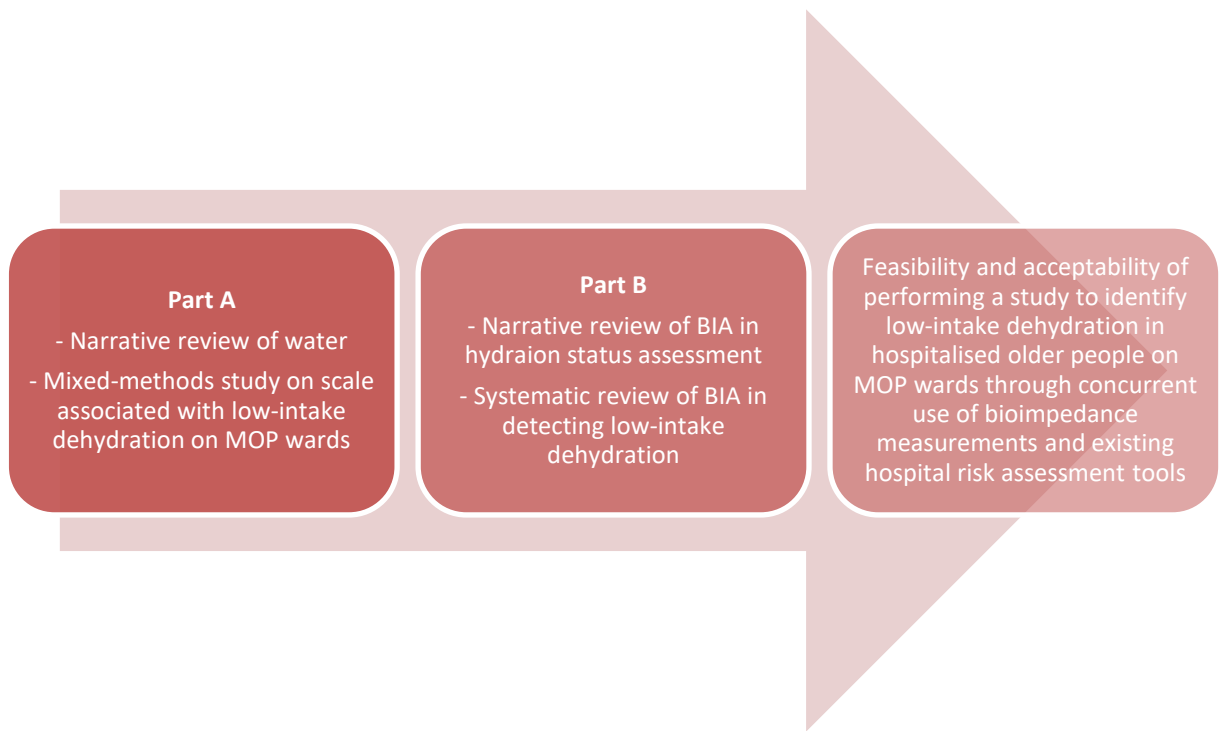 Part A
- Narrative review of water
- Mixed-methods study on scale
associated with low-intake
dehydration on MOP wards
Part B
- Narrative review of BIA in
hydraion status assessment
- Systematic review of BIA in
detecting low-intake
dehydration
Feasibility and acceptability of
performing a study to identify
low-intake dehydration in
hospitalised older people on
MOP wards through concurrent
use of bioimpedance
measurements and existing
hospital risk assessment tools